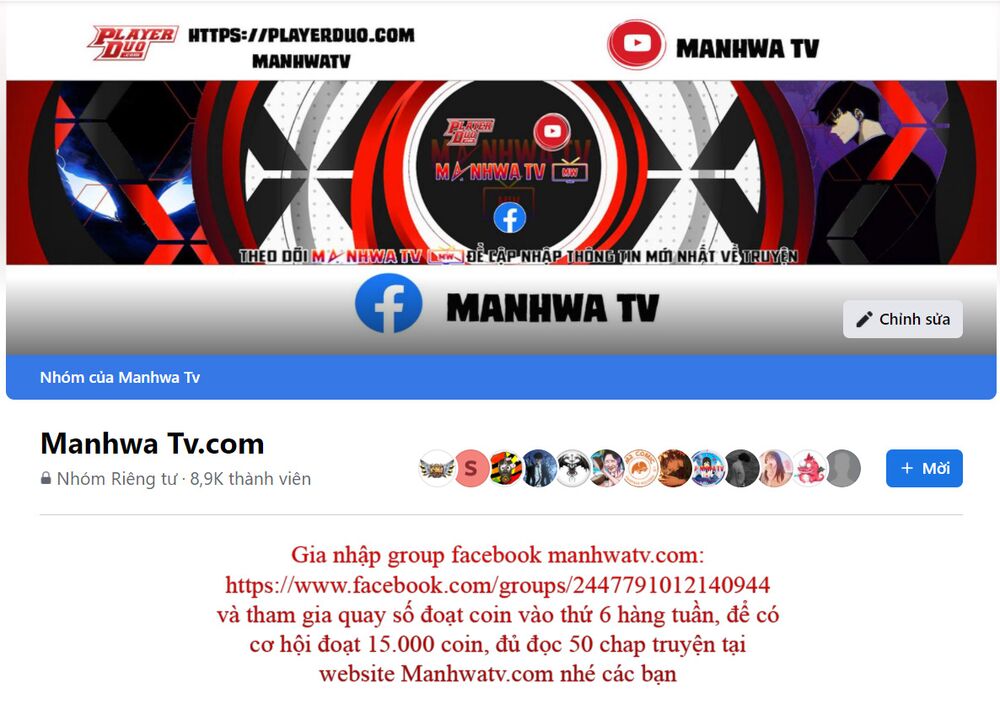 PLAYER DUO.COM
HTTPS://PLAYERDUO.COM
MANHWATV
MANHWA TV
PLAYER DUO.COM
MANHWA TV MW
THEO DÕI MANHWA TV MW ĐỂ CẬP NHẬP THÔNG TIN MỚI NHẤT VỀ TRUYỆN
MANHWA TV
Chỉnh sửa
Nhóm của Manhwa Tv
Manhwa Tv.com
Nhóm Riêng tư · 8,9K thành viên
S
+ Mời
Gia nhập group facebook manhwatv.com:
https://www.facebook.com/groups/2447791012140944
và tham gia quay số đoạt coin vào thứ 6 hàng tuần, để có
cơ hội đoạt 15.000 coin, đủ đọc 50 chap truyện tại
website Manhwatv.com nhé các bạn